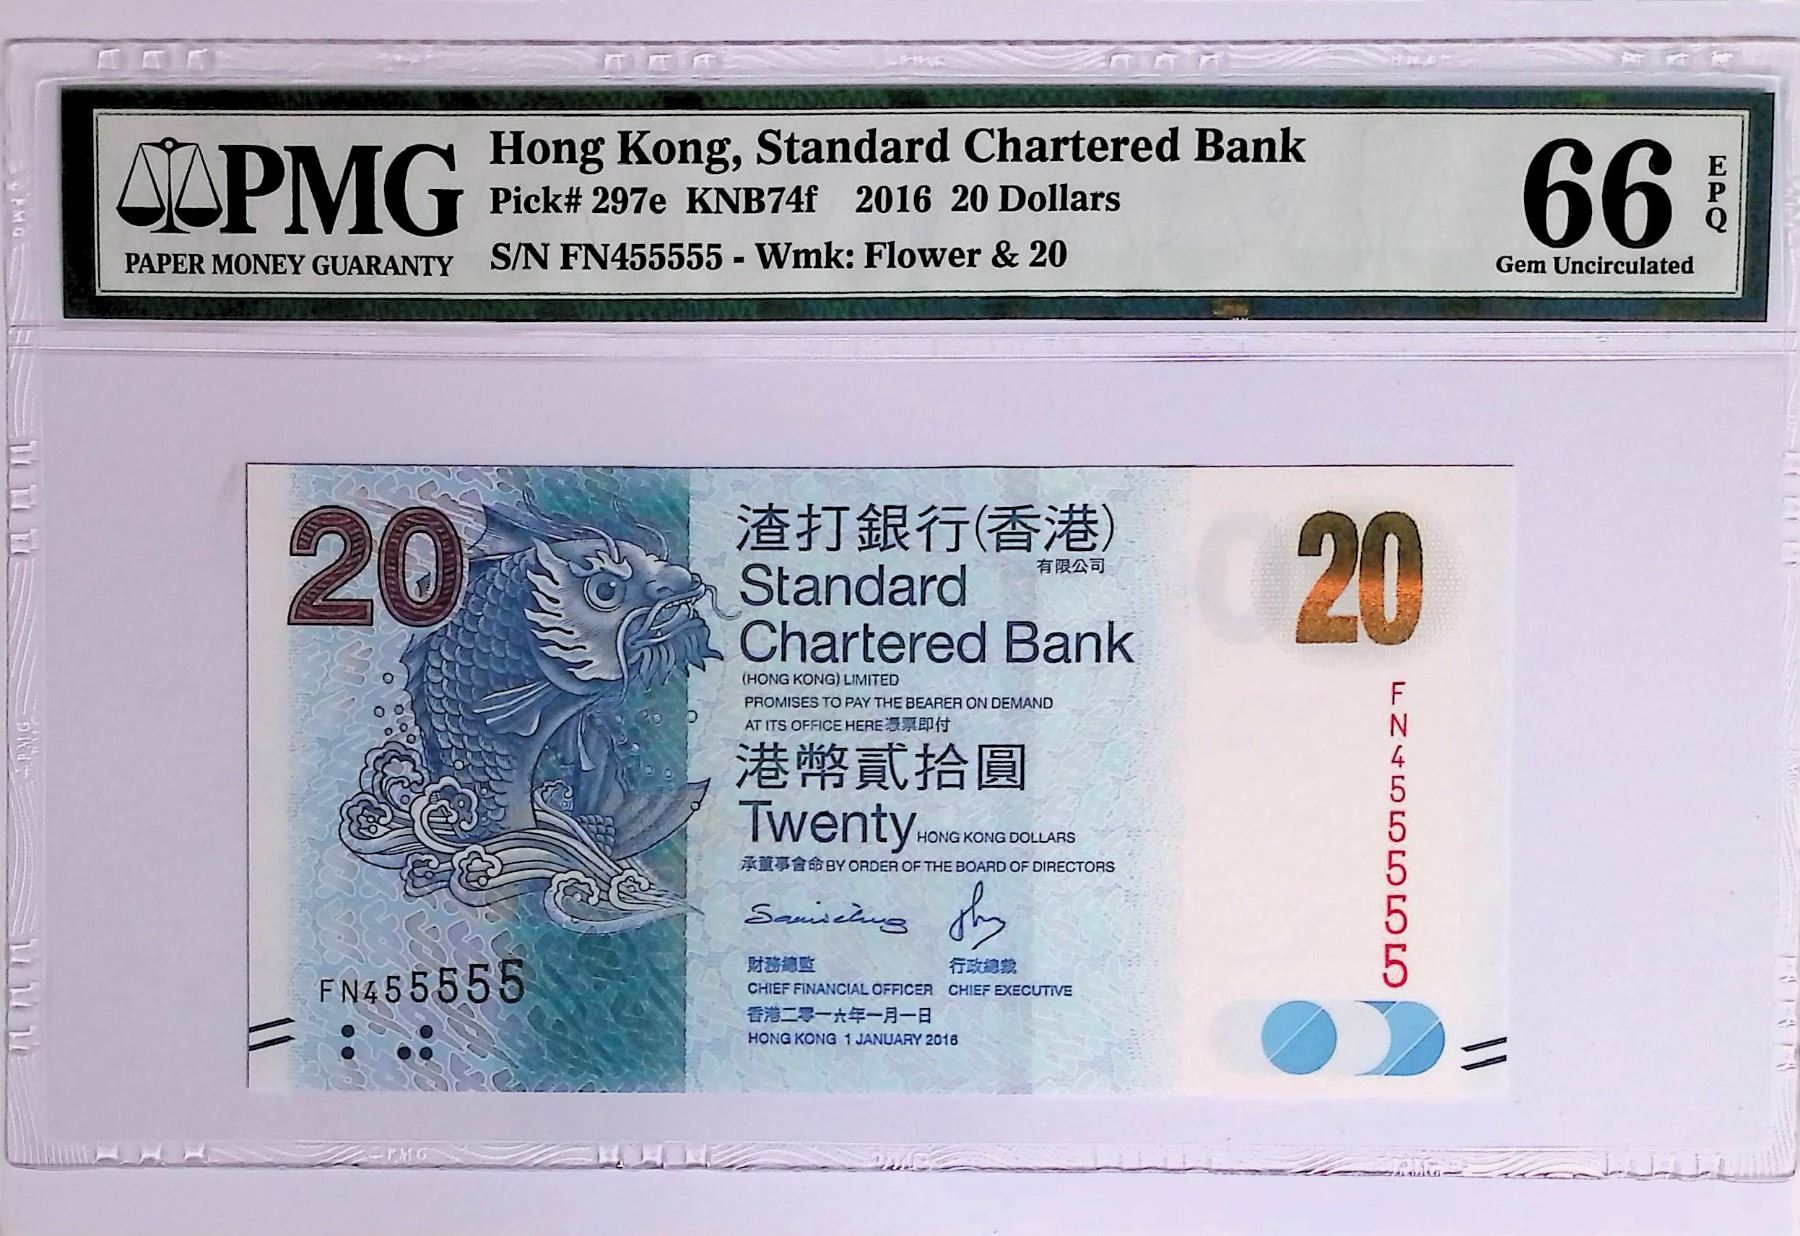 PMG
PAPER MONEY GUARANTY
Hong Kong, Standard Chartered Bank
Pick# 297e KNB74f 2016 20 Dollars
S/N FN455555 - Wmk: Flower & 20
66
EPQ
Gem Uncirculated
20
渣打銀行(香港)
有限公司
Standard
Chartered Bank
(HONG KONG) LIMITED
PROMISES TO PAY THE BEARER ON DEMAND
AT ITS OFFICE HERE憑票即付
港幣貳拾圓
Twenty HONG KONG DOLLARS
承董事會命BY ORDER OF THE BOARD OF DIRECTORS
財務總監 行政總裁
CHIEF FINANCIAL OFFICER CHIEF EXECUTIVE
香港二零一六年一月一日
HONG KONG 1 JANUARY 2016
FN455555
20
FN455555
PMG
PMG